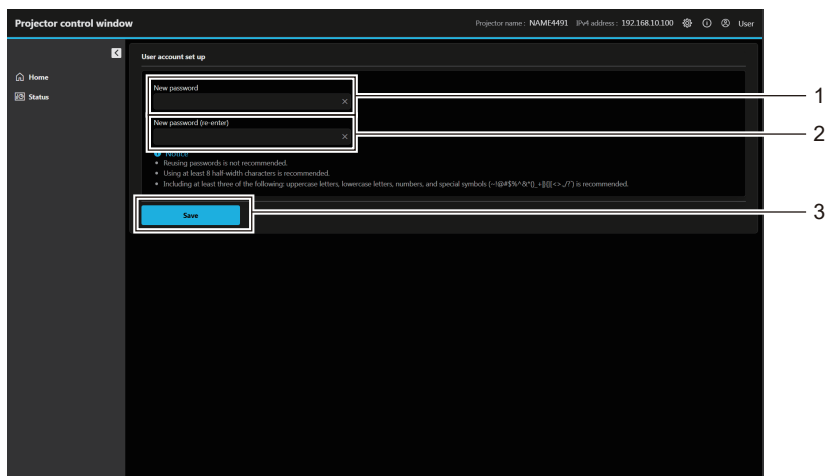 Projector control window
Projector name : NAME4491 IPv4 address : 192.168.10.100 User
User account set up
Home
Status
New password
1
New password (re-enter)
2
Notice
• Reusing passwords is not recommended.
• Using at least 8 half-width characters is recommended.
• Including at least three of the following: uppercase letters, lowercase letters, numbers, and special symbols is recommended.
Save
3